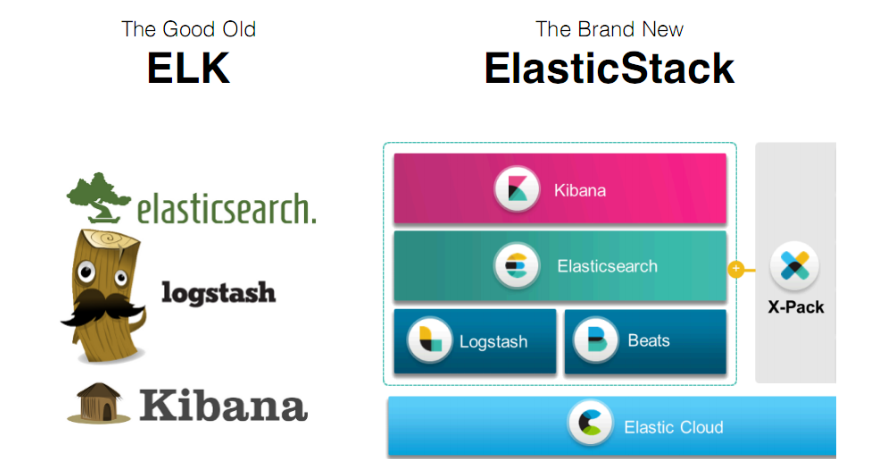 The Good Old
ELK
elasticsearch.
logstash
Kibana
The Brand New
ElasticStack
Kibana
Elasticsearch
Logstash
Beats
+
X-Pack
Elastic Cloud